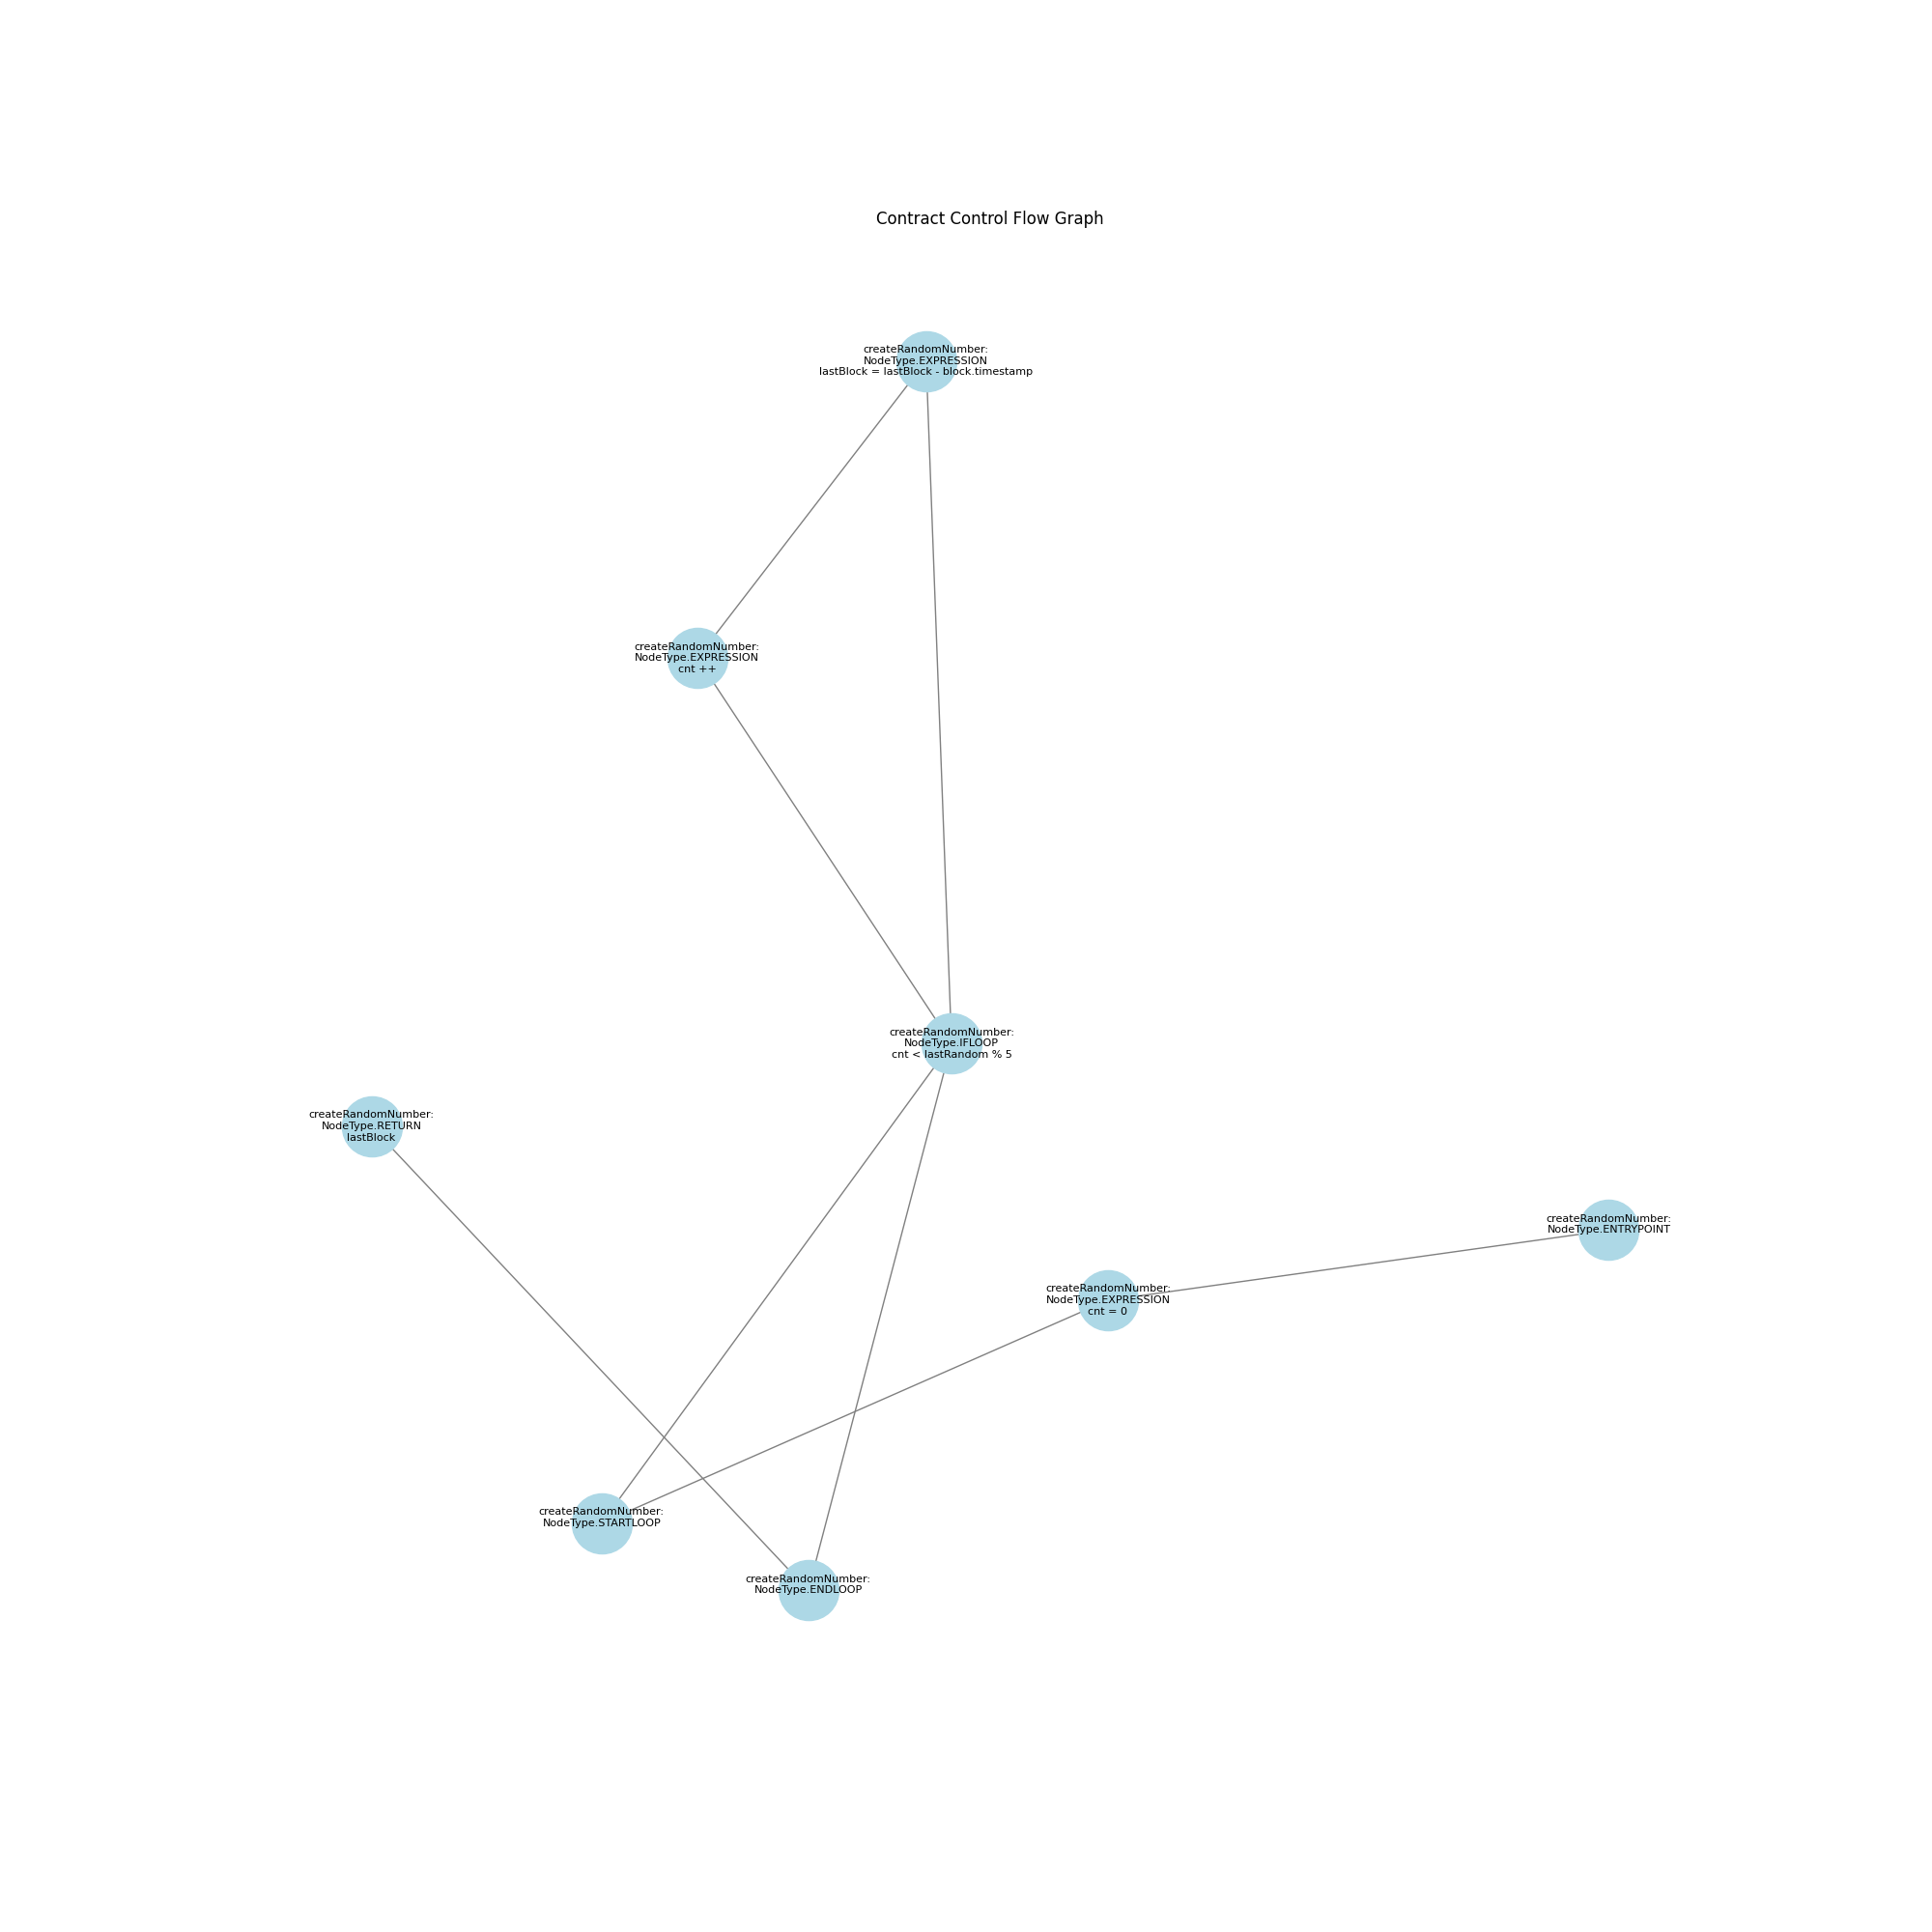 Contract Control Flow Graph
createRandomNumber:
NodeType.EXPRESSION
lastBlock = lastBlock - block.timestamp
createRandomNumber:
NodeType.EXPRESSION
cnt ++
createRandomNumber:
NodeType.IFLOOP
cnt < lastRandom % 5
createRandomNumber:
NodeType.RETURN
lastBlock
createRandomNumber:
NodeType.ENTRYPOINT
createRandomNumber:
NodeType.EXPRESSION
cnt = 0
createRandomNumber:
NodeType.STARTLOOP
createRandomNumber:
NodeType.ENDLOOP